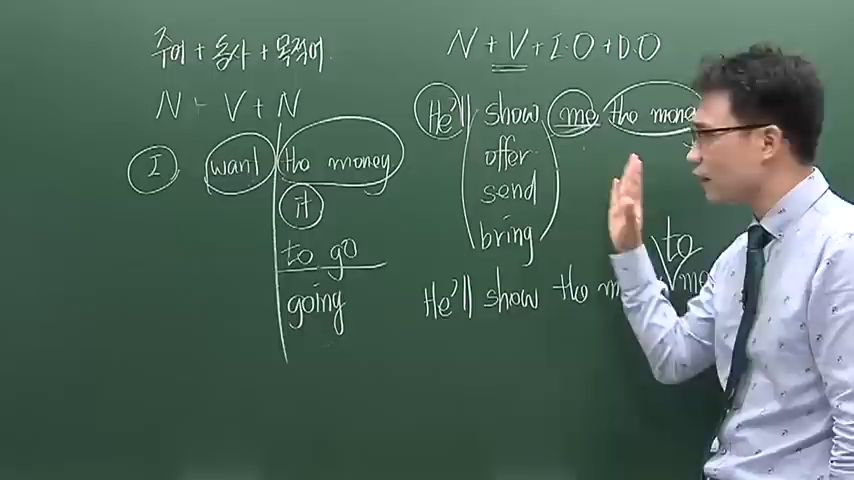 주어 + 동사 + 목적어
N + V + N
I want the money
it
to go
going
N + V + I.O + D.O
He'll show me the money
offer
send
bring
to
He'll show the me